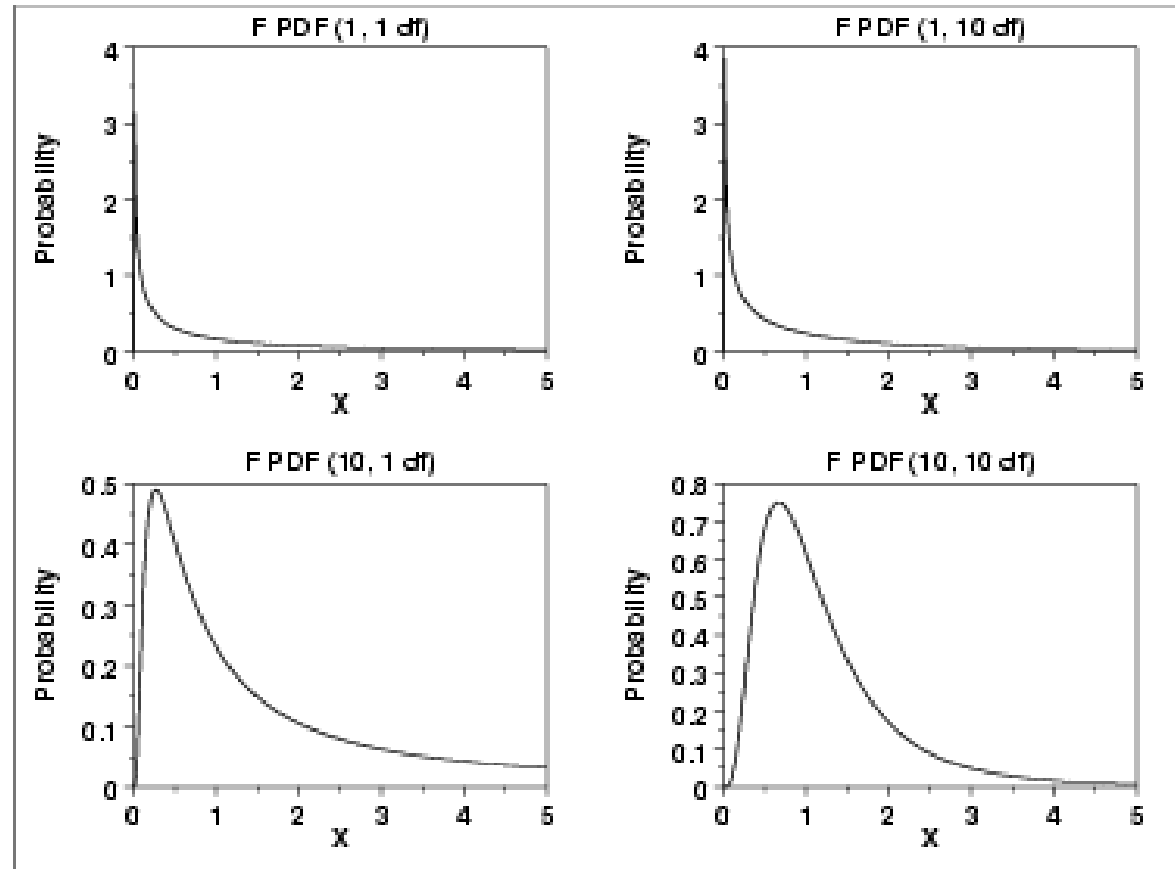 F PDF (1, 1 df)
4
3
2
1
0
Probability
0 1 2 3 4 5
X
F PDF (1, 10 df)
4
3
2
1
0
Probability
0 1 2 3 4 5
X
F PDF (10, 1 df)
0.5
0.4
0.3
0.2
0.1
0
Probability
0 1 2 3 4 5
X
F PDF (10, 10 df)
0.8
0.7
0.6
0.5
0.4
0.3
0.2
0.1
0
Probability
0 1 2 3 4 5
X